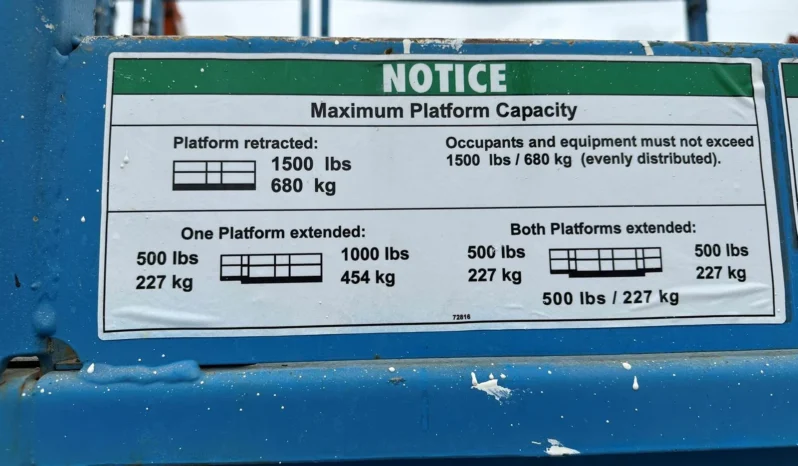 NOTICE
Maximum Platform Capacity
Platform retracted:
1500 lbs
680 kg
Occupants and equipment must not exceed
1500 lbs / 680 kg (evenly distributed).
One Platform extended:
500 lbs
227 kg
1000 lbs
454 kg
Both Platforms extended:
500 lbs
227 kg
500 lbs
227 kg
500 lbs / 227 kg
72816